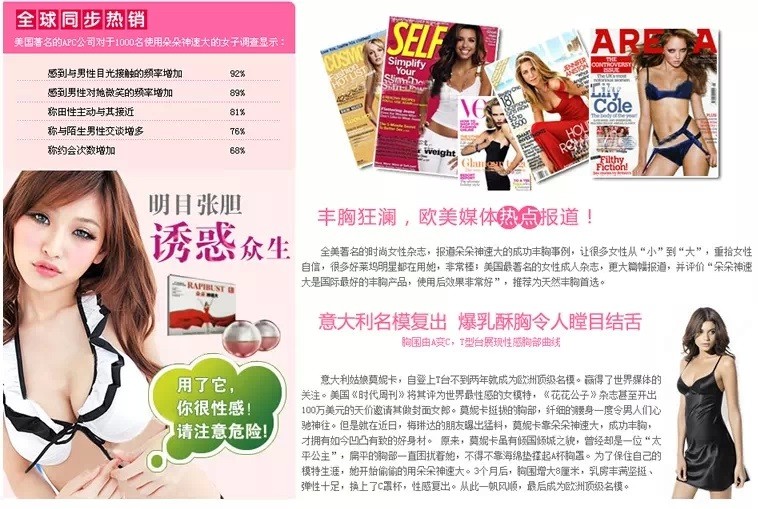 全球同步热销
美国著名的APC公司对于1000名使用朵朵神速大的女子调查显示：
感到与男性目光接触的频率增加 92%
感到男性对她微笑的频率增加 89%
称田性主动与其接近 81%
称与陌生男性交谈增多 76%
称约会次数增加 68%
明目张胆
诱惑众生
RAPIBUST
用了它，
你很性感！
请注意危险！
COSMO
SELF
Simplify
Your
weight
Glamour
ARENA
THE CONTROVERSY ISSUE
Lily
Cole
The body of the year!
Filthy
Fiction!
丰胸狂澜，欧美媒体热点报道！
全美著名的时尚女性杂志，报道朵朵神速大的成功丰胸事例，让很多女性从“小”到“大”，重拾女性
自信，很多好莱坞明星都在用他，非常棒，美国最著名的女性成人杂志，更大篇幅报道，并评价“朵朵神速
大是国际最好的丰胸产品，使用后效果非常好”，推荐为天然丰胸首选。
意大利名模复出 爆乳酥胸令人瞠目结舌
胸围由A变C，T型台展现性感胸部曲线
意大利姑娘莫妮卡，自登上T台不到两年就成为欧洲顶级名模。赢得了世界媒体的
关注。美国《时代周刊》将其评为世界最性感的女模特，《花花公子》杂志甚至开出
100万美元的天价邀请其做封面女郎。莫妮卡挺拔的胸部，纤细的腰身一度令男人们心
驰神往。但是就在近日，梅琳达的朋友曝出猛料，莫妮卡靠朵朵神速大，成功丰胸，
才拥有如今凹凸有致的好身材。 原来，莫妮卡虽有倾国倾城之貌，曾经却是一位“太
平公主”，扁平的胸部一直困扰着她，不得不靠海绵垫撑起A杯胸罩。为了保住自己的
模特生涯，她开始偷偷的用朵朵神速大。3个月后，胸围增大8厘米，乳房丰满坚挺、
弹性十足，换上了C罩杯，性感复出。从此一帆风顺，最后成为欧洲顶级名模。